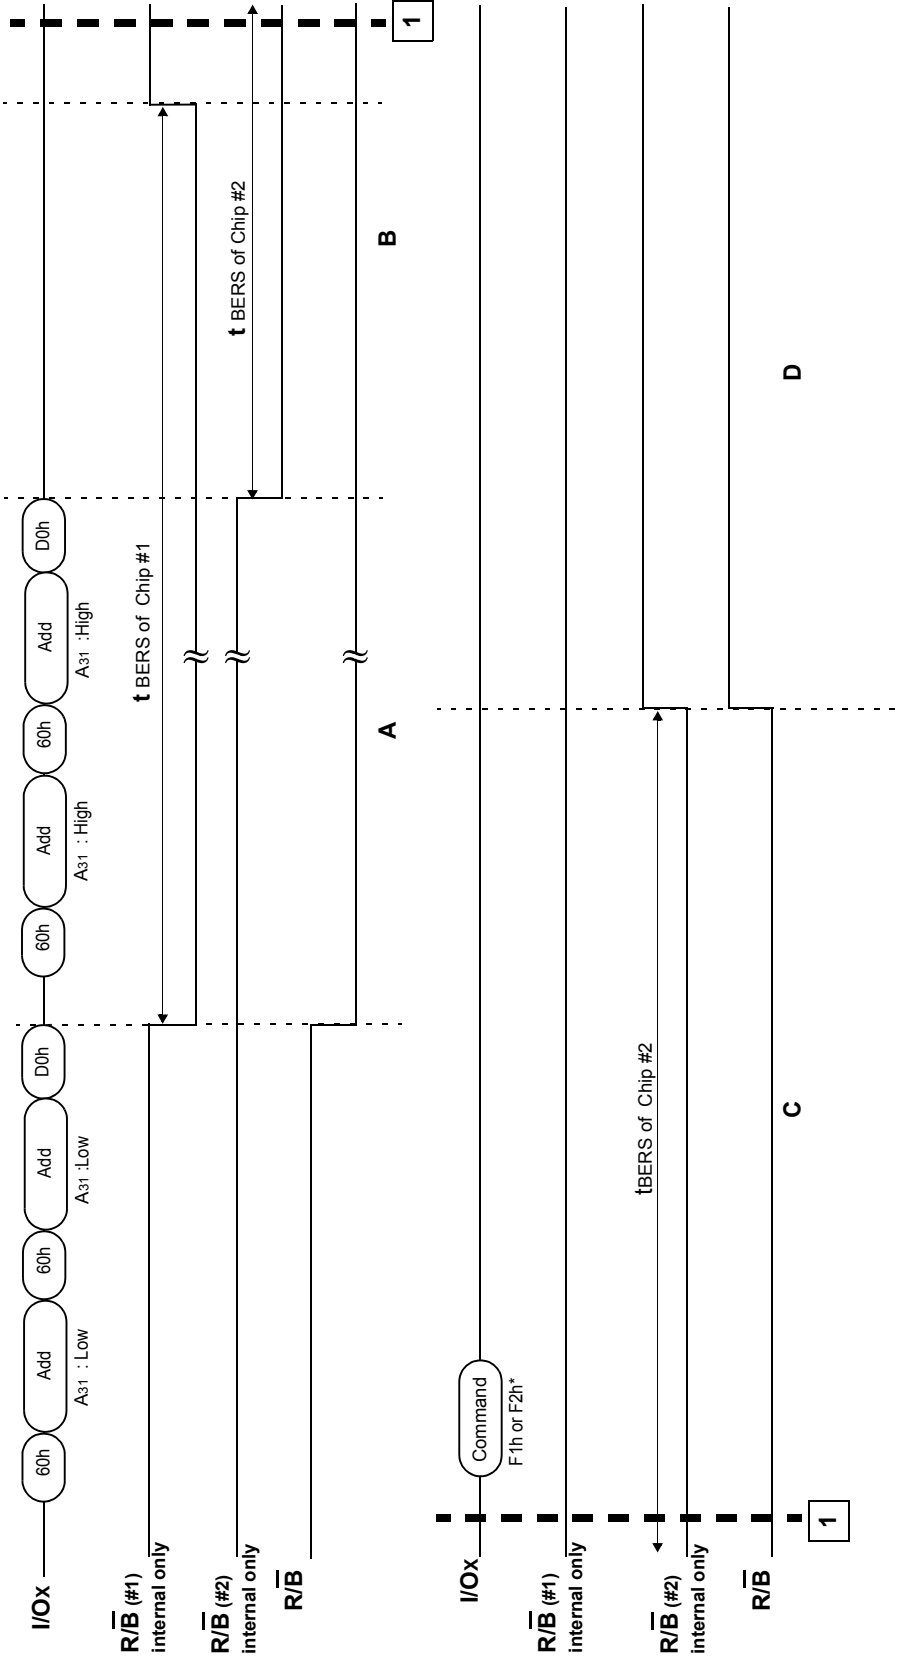 I/Ox
60h
Add
60h
Add
D0h
60h
Add
60h
Add
D0h
A31 : Low
A31 :Low
A31 : High
A31 :High
R/B (#1)
internal only
t BERS of Chip #1
R/B (#2)
internal only
t BERS of Chip #2
R/B
A
B
1
I/Ox
Command
F1h or F2h*
R/B (#1)
internal only
tBERS of Chip #2
R/B (#2)
internal only
R/B
C
D
1